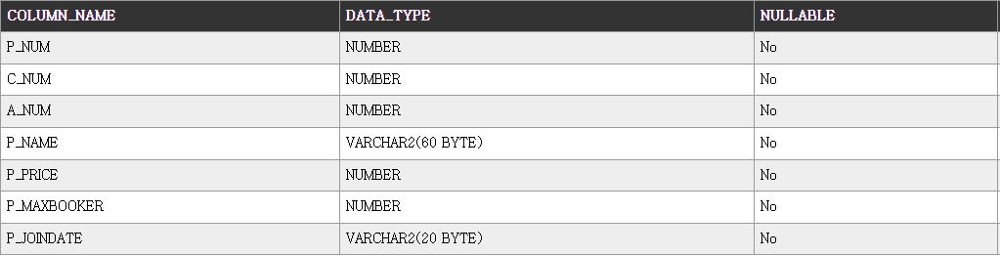 COLUMN_NAME DATA_TYPE NULLABLE
P_NUM NUMBER No
C_NUM NUMBER No
A_NUM NUMBER No
P_NAME VARCHAR2(60 BYTE) No
P_PRICE NUMBER No
P_MAXBOOKER NUMBER No
P_JOINDATE VARCHAR2(20 BYTE) No